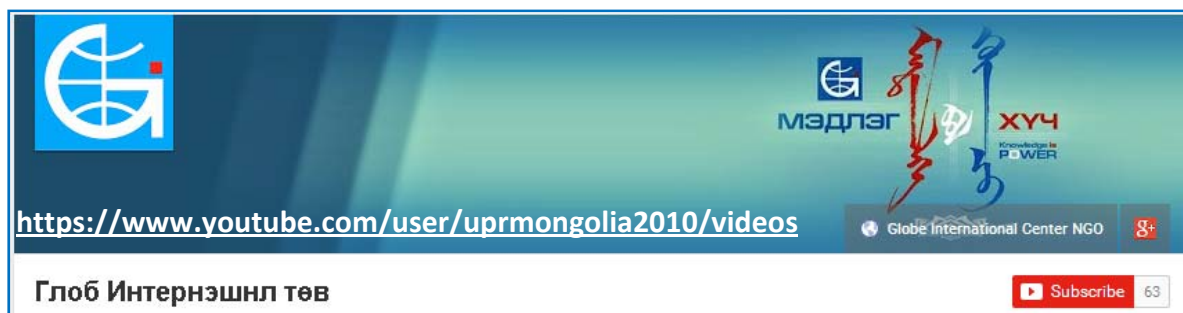 МЭДЛЭГ
ХҮЧ
Knowledge is
POWER
https://www.youtube.com/user/uprmongolia2010/videos
Globe International Center NGO
g+
Глоб Интернэшнл төв
Subscribe 63